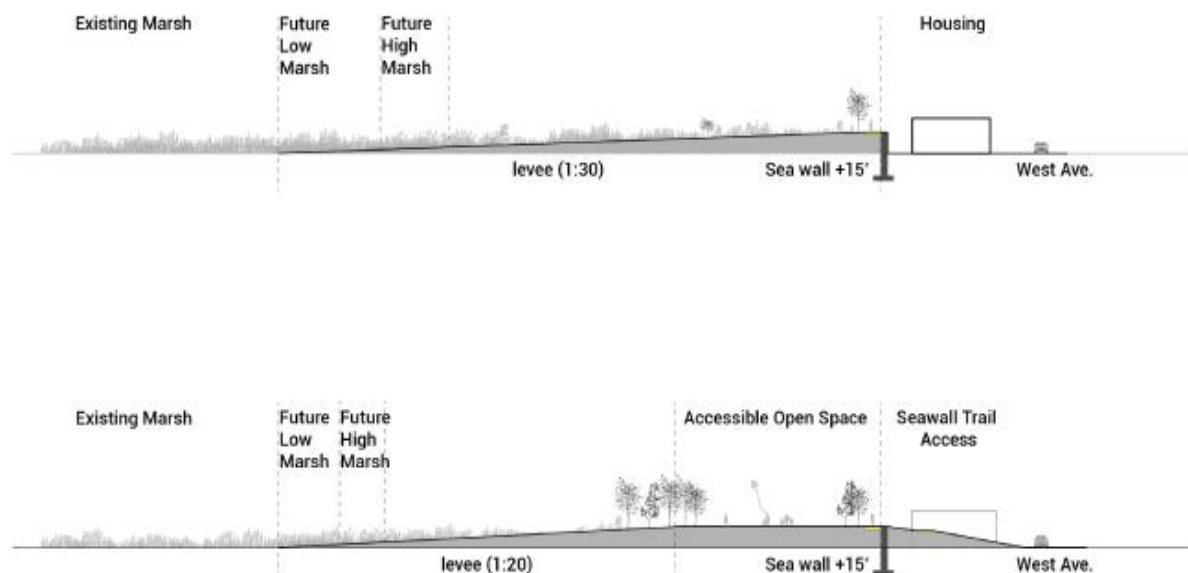 Existing Marsh
Future
Low
Marsh
Future
High
Marsh
Housing
levee (1:30)
Sea wall +15'
West Ave.
Existing Marsh
Future
Low
Marsh
Future
High
Marsh
Accessible Open Space
Seawall Trail
Access
levee (1:20)
Sea wall +15'
West Ave.